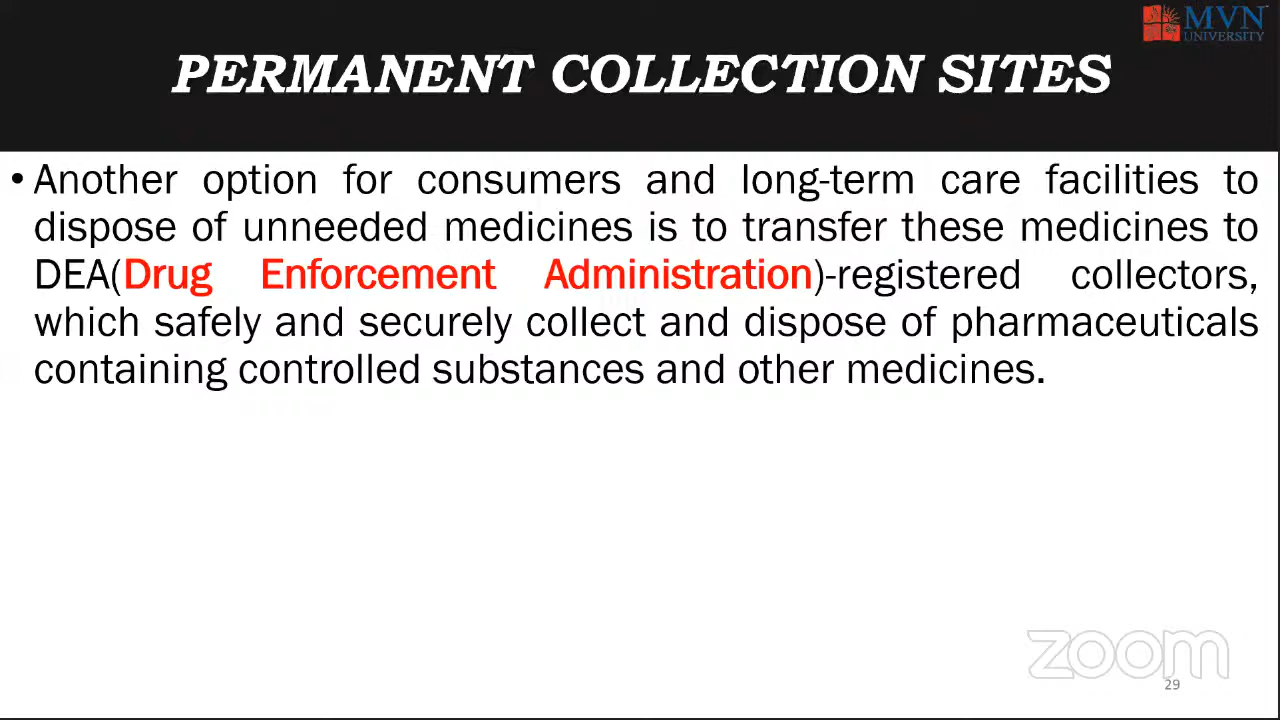 MVN
UNIVERSITY
PERMANENT COLLECTION SITES
• Another option for consumers and long-term care facilities to
dispose of unneeded medicines is to transfer these medicines to
DEA(Drug Enforcement Administration)-registered collectors,
which safely and securely collect and dispose of pharmaceuticals
containing controlled substances and other medicines.
zoom
29